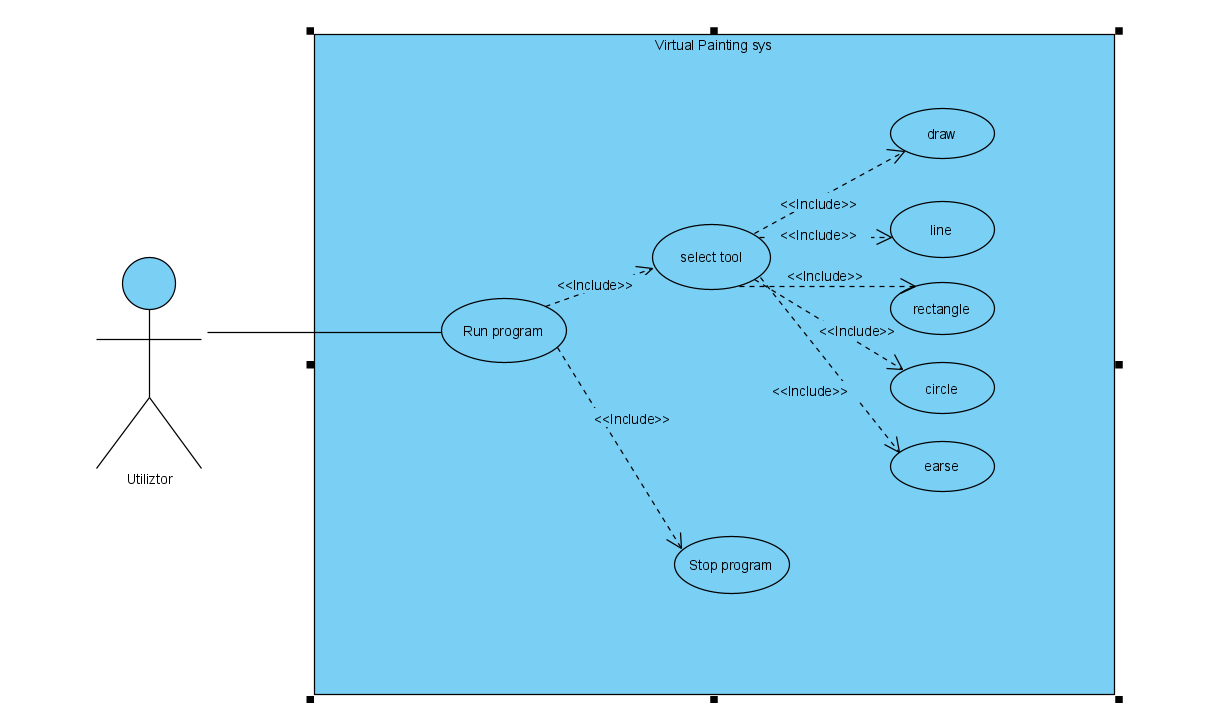 Virtual Painting sys
draw
<<Include>>
line
<<Include>>
select tool
<<Include>>
<<Include>>
rectangle
Run program
<<Include>>
circle
<<Include>>
<<Include>>
earse
Utiliztor
Stop program